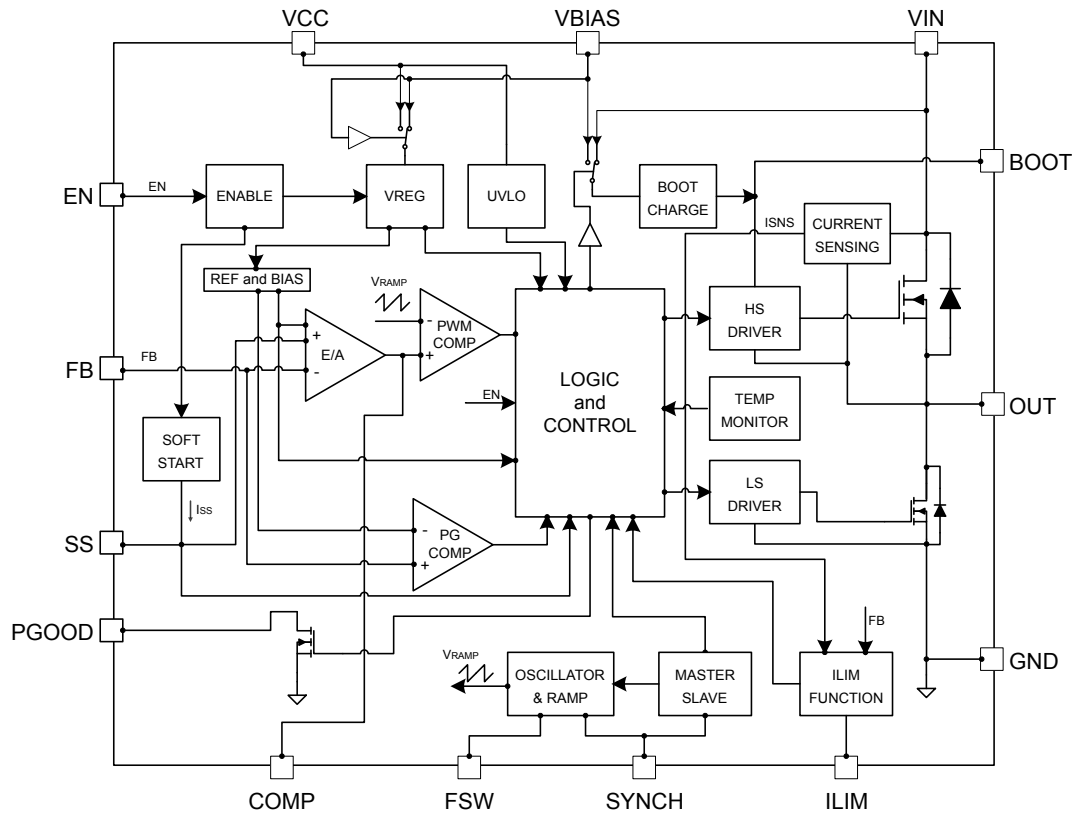 VCC
VBIAS
VIN
BOOT
EN
EN
ENABLE
VREG
UVLO
BOOT
CHARGE
ISNS
CURRENT
SENSING
REF and BIAS
VRAMP
-
PWM
COMP
+
HS
DRIVER
FB
FB
+
E/A
+
-
LOGIC
and
CONTROL
EN
TEMP
MONITOR
OUT
SOFT
START
ISS
LS
DRIVER
SS
-
PG
COMP
+
PGOOD
FB
VRAMP
OSCILLATOR
& RAMP
MASTER
SLAVE
ILIM
FUNCTION
GND
COMP
FSW
SYNCH
ILIM